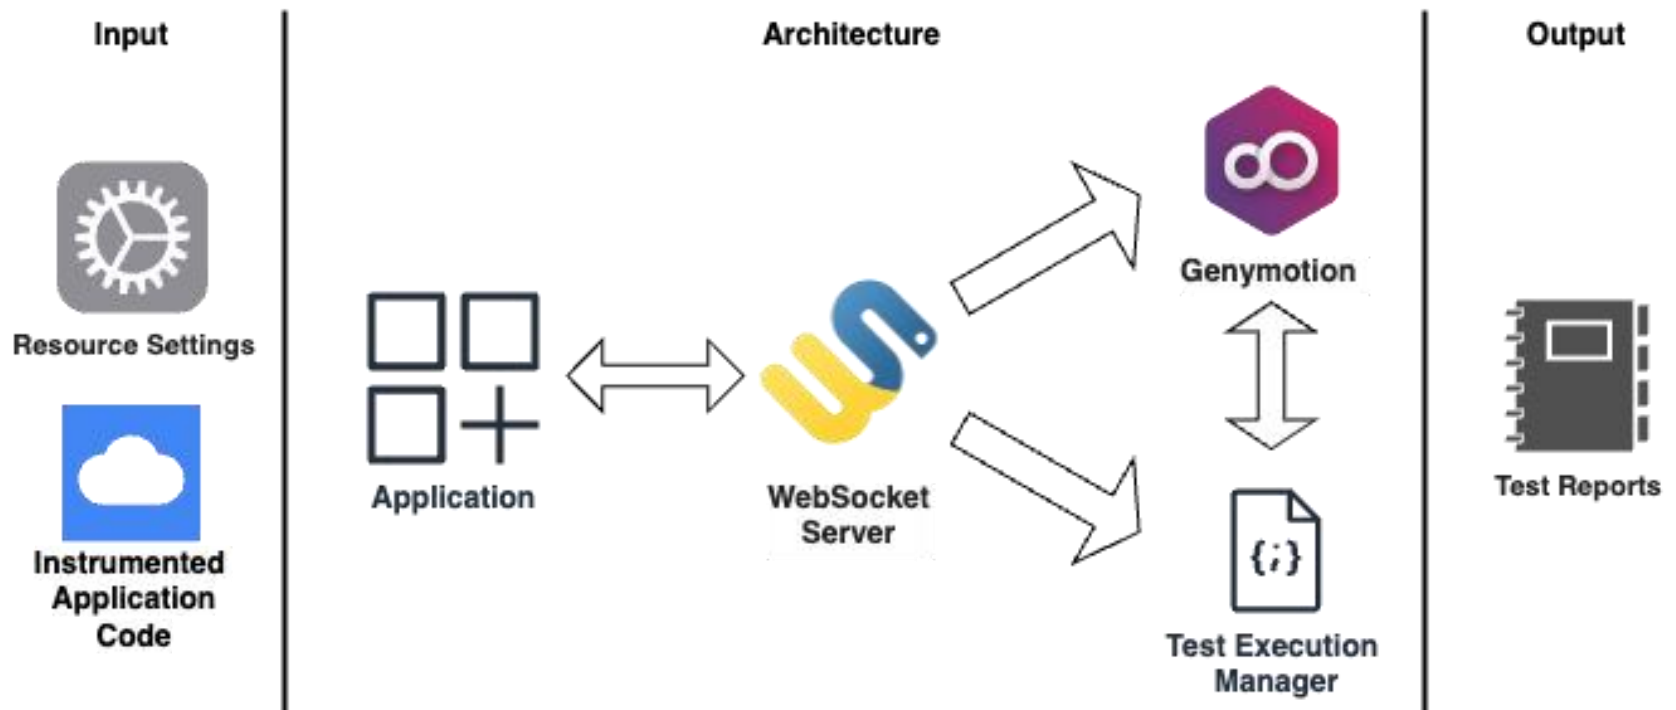 Input
Architecture
Output
Resource Settings
Instrumented
Application
Code
Application
WebSocket
Server
Genymotion
{;}
Test Execution
Manager
Test Reports